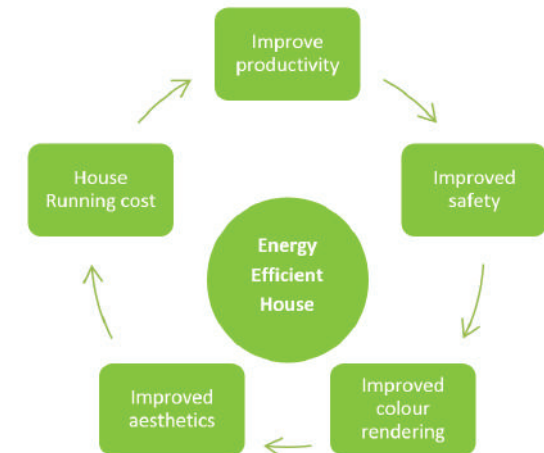 Improve
productivity
House
Running cost
Improved
safety
Energy
Efficient
House
Improved
aesthetics
Improved
colour
rendering